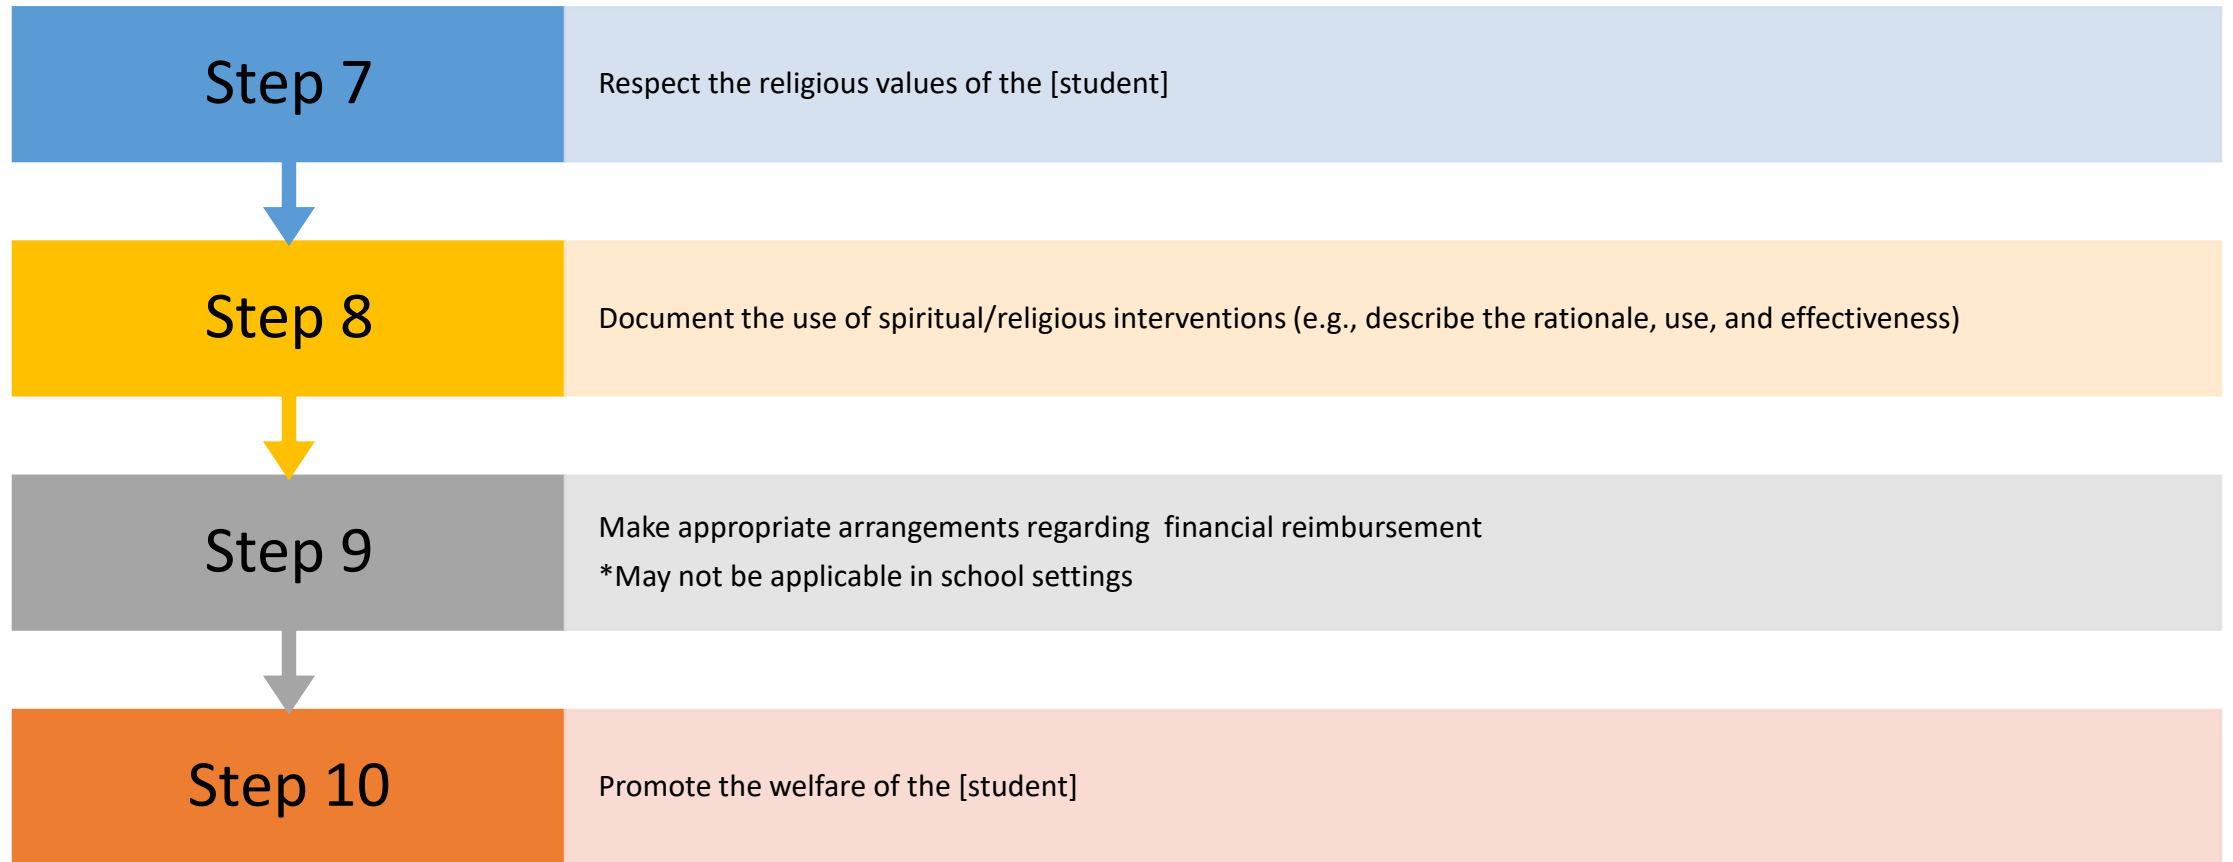 Step 7
Respect the religious values of the [student]
Step 8
Document the use of spiritual/religious interventions (e.g., describe the rationale, use, and effectiveness)
Step 9
Make appropriate arrangements regarding  financial reimbursement
*May not be applicable in school settings
Step 10
Promote the welfare of the [student]